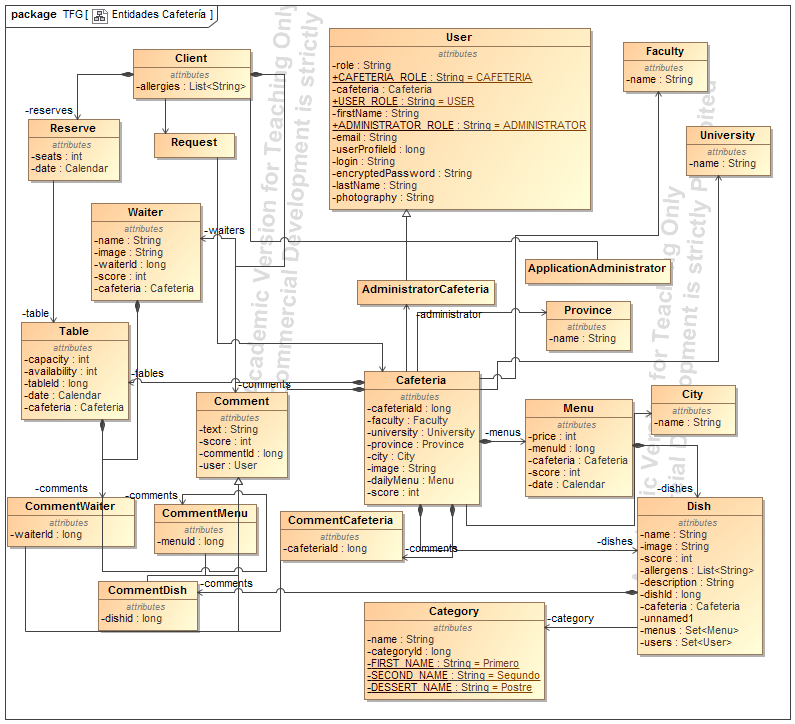 package TFG [ Entidades Cafetería ]
Client
attributes
-allergies : List<String>
-reserves
Reserve
attributes
-seats : int
-date : Calendar
Request
User
attributes
-role : String
+CAFETERIA_ROLE : String = CAFETERIA
-cafeteria : Cafeteria
+USER_ROLE : String = USER
-firstName : String
+ADMINISTRATOR_ROLE : String = ADMINISTRATOR
-email : String
-userProfileId : long
-login : String
-encryptedPassword : String
-lastName : String
-photography : String
Faculty
attributes
-name : String
University
attributes
-name : String
Waiter
attributes
-name : String
-image : String
-waiterId : long
-score : int
-cafeteria : Cafeteria
-waiters
ApplicationAdministrator
AdministratorCafeteria
-administrator
Province
attributes
-name : String
-table
Table
attributes
-capacity : int
-availability : int
-tableId : long
-date : Calendar
-cafeteria : Cafeteria
-tables
-comments
Comment
attributes
-text : String
-score : int
-commentId : long
-user : User
Cafeteria
attributes
-cafeteriaId : long
-faculty : Faculty
-university : University
-province : Province
-city : City
-image : String
-dailyMenu : Menu
-score : int
-menus
Menu
attributes
-price : int
-menuId : long
-cafeteria : Cafeteria
-score : int
-date : Calendar
City
attributes
-name : String
-dishes
-comments
-comments
CommentWaiter
attributes
-waiterId : long
CommentMenu
attributes
-menuId : long
CommentCafeteria
attributes
-cafeteriaId : long
-comments
-dishes
Dish
attributes
-name : String
-image : String
-score : int
-allergens : List<String>
-description : String
-dishId : long
-cafeteria : Cafeteria
-unnamed1
-menus : Set<Menu>
-users : Set<User>
-comments
CommentDish
attributes
-dishid : long
Category
attributes
-name : String
-categoryId : long
-FIRST_NAME : String = Primero
-SECOND_NAME : String = Segundo
-DESSERT_NAME : String = Postre
-category
Academic Version for Teaching Only
Commercial Development is strictly
Version for Teaching Only
Development is strictly Prohibited